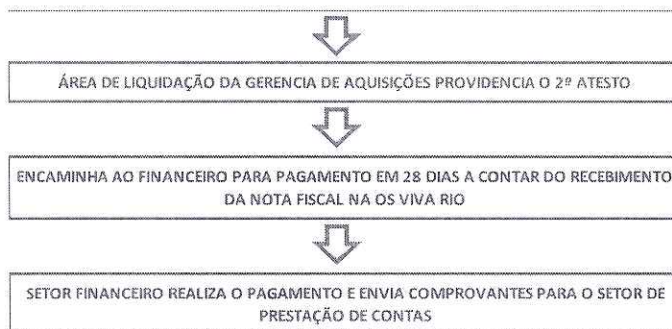 ÁREA DE LIQUIDAÇÃO DA GERENCIA DE AQUISIÇÕES PROVIDENCIA O 2º ATESTO
ENCAMINHA AO FINANCEIRO PARA PAGAMENTO EM 28 DIAS A CONTAR DO RECEBIMENTO
DA NOTA FISCAL NA OS VIVA RIO
SETOR FINANCEIRO REALIZA O PAGAMENTO E ENVIA COMPROVANTES PARA O SETOR DE
PRESTAÇÃO DE CONTAS